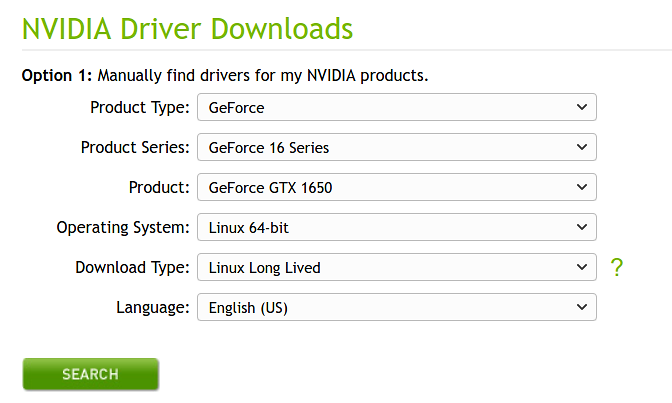 NVIDIA Driver Downloads
Option 1: Manually find drivers for my NVIDIA products.
Product Type: GeForce
Product Series: GeForce 16 Series
Product: GeForce GTX 1650
Operating System: Linux 64-bit
Download Type: Linux Long Lived ?
Language: English (US)
SEARCH